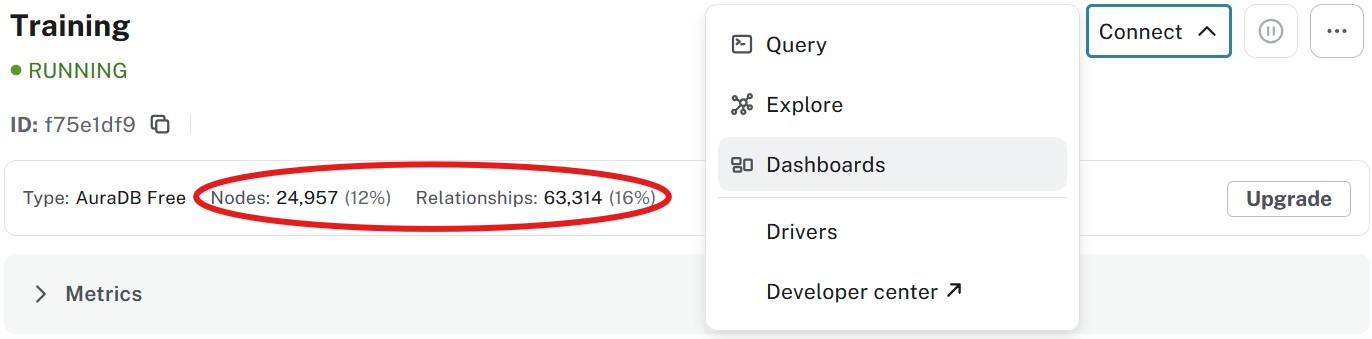 Training
RUNNING
ID: f75e1df9
Type: AuraDB Free Nodes: 24,957 (12%) Relationships: 63,314 (16%)
Metrics
Query
Explore
Dashboards
Drivers
Developer center
Connect
Upgrade